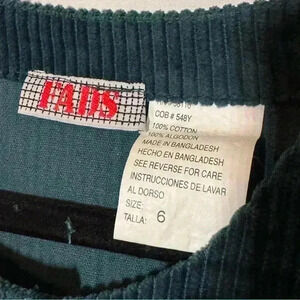 FADS
COB # 548Y
100% COTTON
100% ALGODON
MADE IN BANGLADESH
HECHO EN BANGLADESH
SEE REVERSE FOR CARE
INSTRUCCIONES DE LAVAR
AL DORSO
SIZE:
TALLA: 6